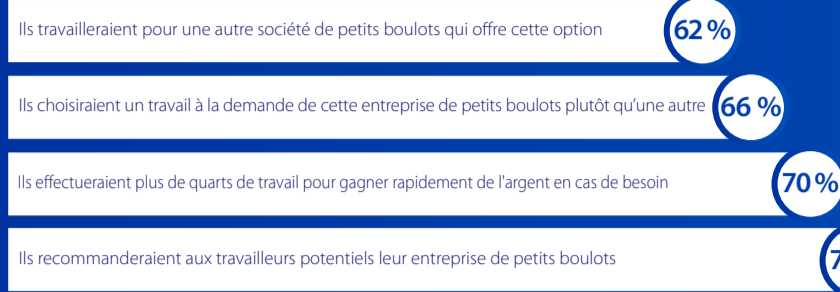 Ils travailleraient pour une autre société de petits boulots qui offre cette option 62 %
Ils choisiraient un travail à la demande de cette entreprise de petits boulots plutôt qu’une autre 66 %
Ils effectueraient plus de quarts de travail pour gagner rapidement de l'argent en cas de besoin 70 %
Ils recommanderaient aux travailleurs potentiels leur entreprise de petits boulots